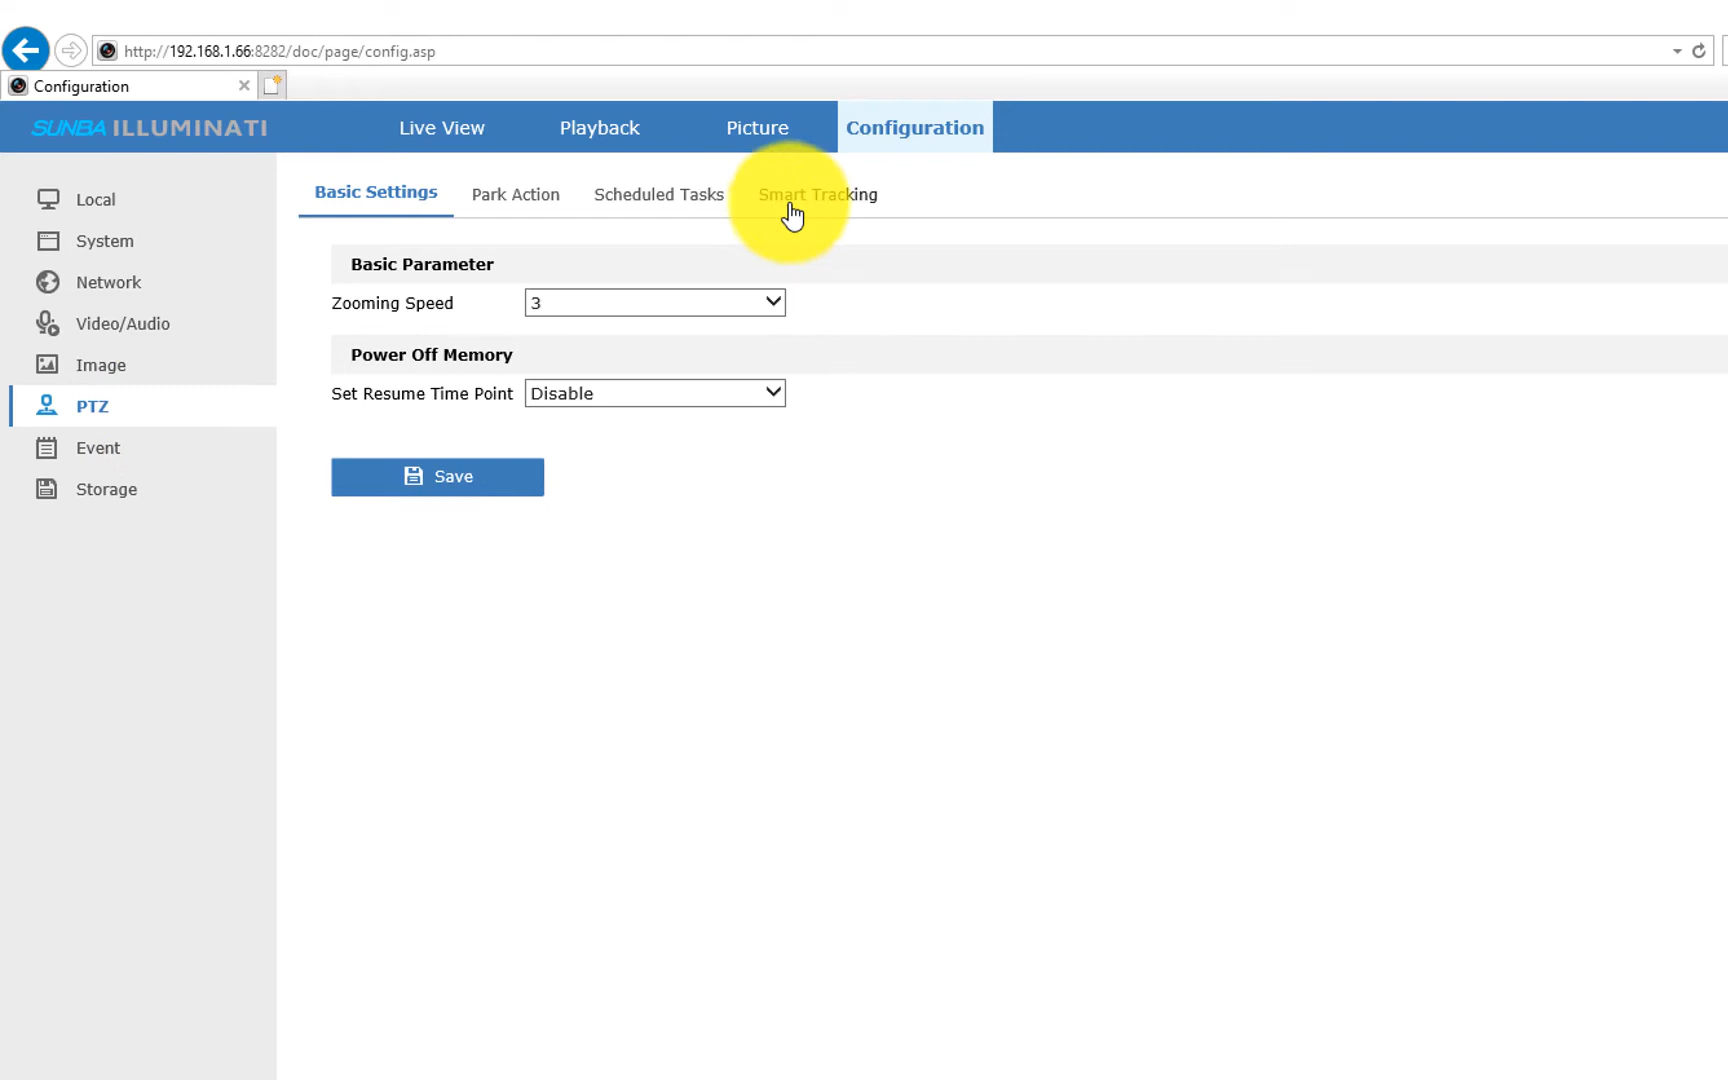 http://192.168.1.66:8282/doc/page/config.asp
Configuration
SUNBA ILLUMINATI
Live View
Playback
Picture
Configuration
Local
System
Network
Video/Audio
Image
PTZ
Event
Storage
Basic Settings
Park Action
Scheduled Tasks
Smart Tracking
Basic Parameter
Zooming Speed
3
Power Off Memory
Set Resume Time Point
Disable
Save